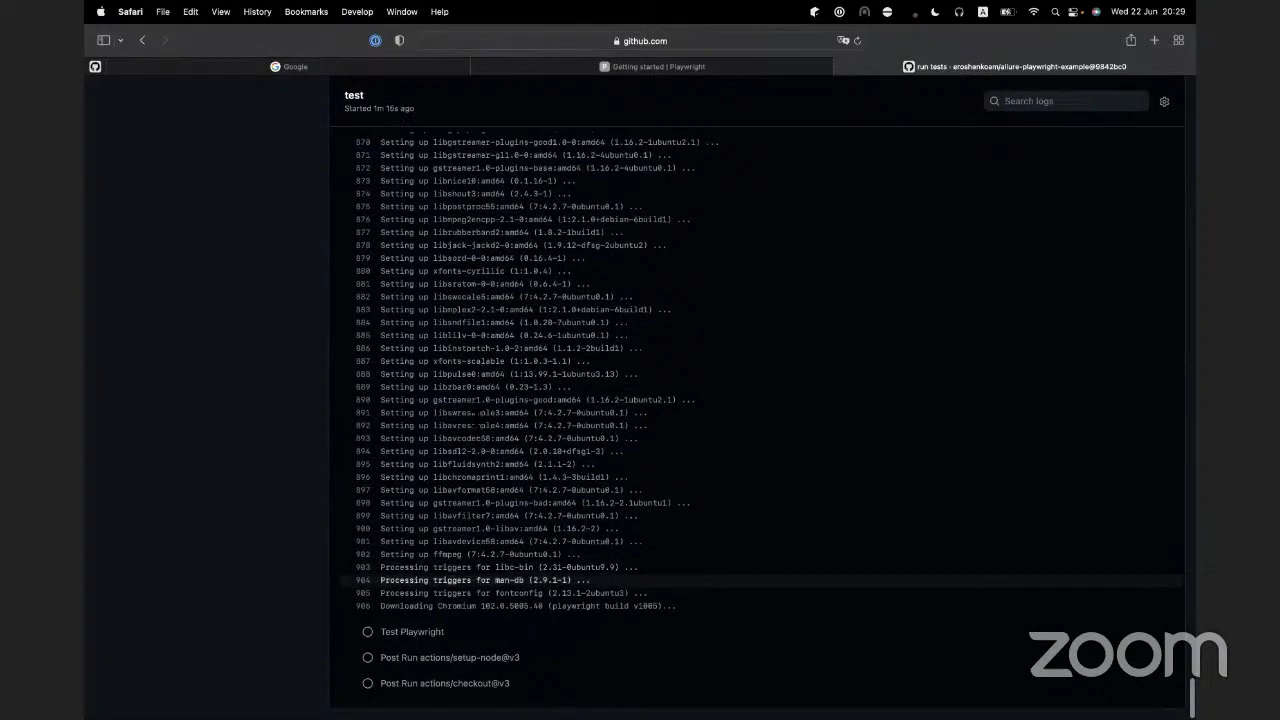 Safari File Edit View History Bookmarks Develop Window Help A Wed 22 Jun 20:29
github.com
Google
Getting started | Playwright
run tests · eroshenkoam/allure-playwright-example@9842bc0
test
Started 1m 15s ago
Search logs
870 Setting up libgstreamer-plugins-good1.0-0:amd64 (1.16.2-1ubuntu2.1) ...
871 Setting up libgstreamer-gl1.0-0:amd64 (1.16.2-4ubuntu0.1) ...
872 Setting up gstreamer1.0-plugins-base:amd64 (1.16.2-4ubuntu0.1) ...
873 Setting up libnice10:amd64 (0.1.16-1) ...
874 Setting up libshout3:amd64 (2.4.3-1) ...
875 Setting up libpostproc55:amd64 (7:4.2.7-0ubuntu0.1) ...
876 Setting up libmpeg2encpp-2.1-0:amd64 (1:2.1.0+debian-6build1) ...
877 Setting up librubberband2:amd64 (1.8.2-1build1) ...
878 Setting up libjack-jackd2-0:amd64 (1.9.12~dfsg-2ubuntu2) ...
879 Setting up libsord-0-0:amd64 (0.16.4-1) ...
880 Setting up xfonts-cyrillic (1:1.0.4) ...
881 Setting up libsratom-0-0:amd64 (0.6.4-1) ...
882 Setting up libswscale5:amd64 (7:4.2.7-0ubuntu0.1) ...
883 Setting up libmplex2-2.1-0:amd64 (1:2.1.0+debian-6build1) ...
884 Setting up libsndfile1:amd64 (1.0.28-7ubuntu0.1) ...
885 Setting up liblilv-0-0:amd64 (0.24.6-1ubuntu0.1) ...
886 Setting up libinstpatch-1.0-2:amd64 (1.1.2-2build1) ...
887 Setting up xfonts-scalable (1:1.0.3-1.1) ...
888 Setting up libpulse0:amd64 (1:13.99.1-1ubuntu3.13) ...
889 Setting up libzbar0:amd64 (0.23-1.3) ...
890 Setting up gstreamer1.0-plugins-good:amd64 (1.16.2-1ubuntu2.1) ...
891 Setting up libswresample3:amd64 (7:4.2.7-0ubuntu0.1) ...
892 Setting up libavresample4:amd64 (7:4.2.7-0ubuntu0.1) ...
893 Setting up libavcodec58:amd64 (7:4.2.7-0ubuntu0.1) ...
894 Setting up libsdl2-2.0-0:amd64 (2.0.10+dfsg1-3) ...
895 Setting up libfluidsynth2:amd64 (2.1.1-2) ...
896 Setting up libchromaprint1:amd64 (1.4.3-3build1) ...
897 Setting up libavformat58:amd64 (7:4.2.7-0ubuntu0.1) ...
898 Setting up gstreamer1.0-plugins-bad:amd64 (1.16.2-2.1ubuntu1) ...
899 Setting up libavfilter7:amd64 (7:4.2.7-0ubuntu0.1) ...
900 Setting up gstreamer1.0-libav:amd64 (1.16.2-2) ...
901 Setting up libavdevice58:amd64 (7:4.2.7-0ubuntu0.1) ...
902 Setting up ffmpeg (7:4.2.7-0ubuntu0.1) ...
903 Processing triggers for libc-bin (2.31-0ubuntu9.9) ...
904 Processing triggers for man-db (2.9.1-1) ...
905 Processing triggers for fontconfig (2.13.1-2ubuntu3) ...
906 Downloading Chromium 102.0.5005.40 (playwright build v1005)...
Test Playwright
Post Run actions/setup-node@v3
Post Run actions/checkout@v3
zoom